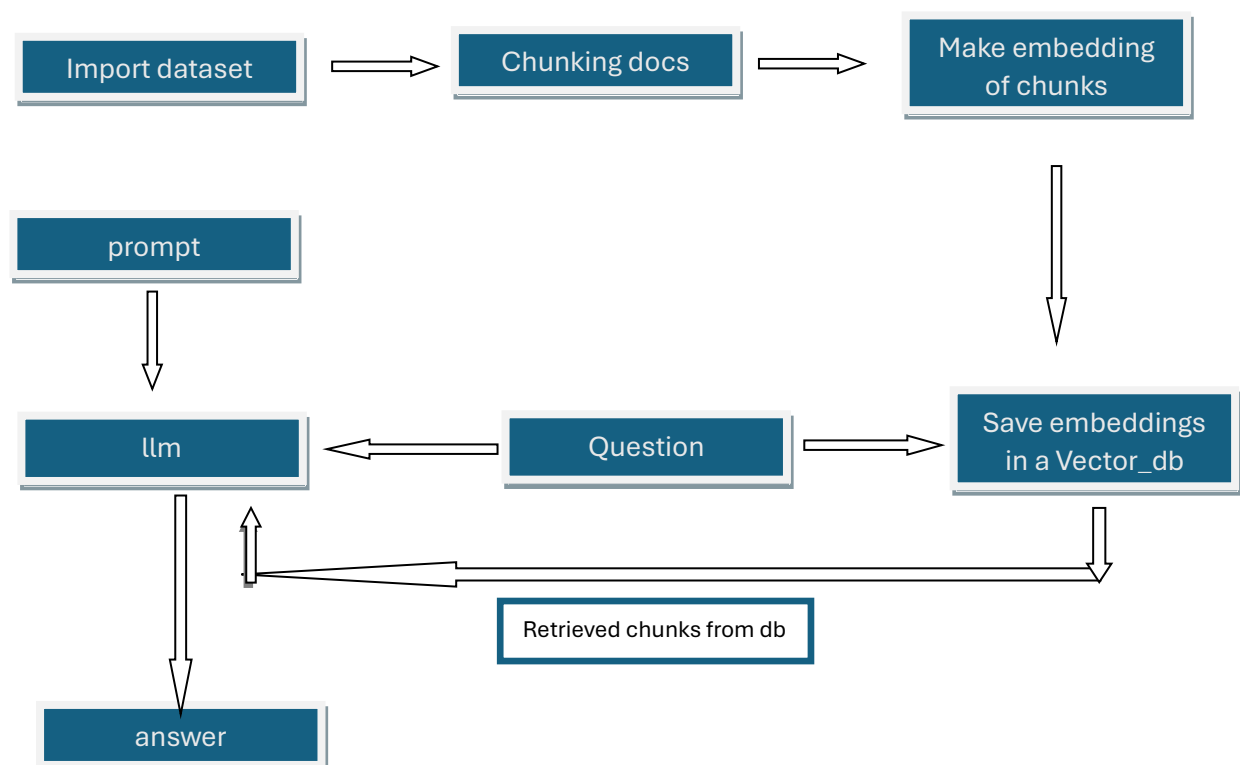 Import dataset
Chunking docs
Make embedding
of chunks
prompt
llm
Question
Save embeddings
in a Vector_db
Retrieved chunks from db
answer